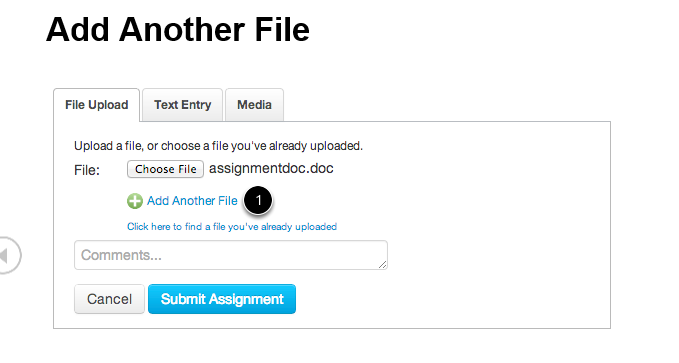 Add Another File
File Upload Text Entry Media
Upload a file, or choose a file you've already uploaded.
File: Choose File assignmentdoc.doc
Add Another File 1
Click here to find a file you've already uploaded
Comments...
Cancel Submit Assignment